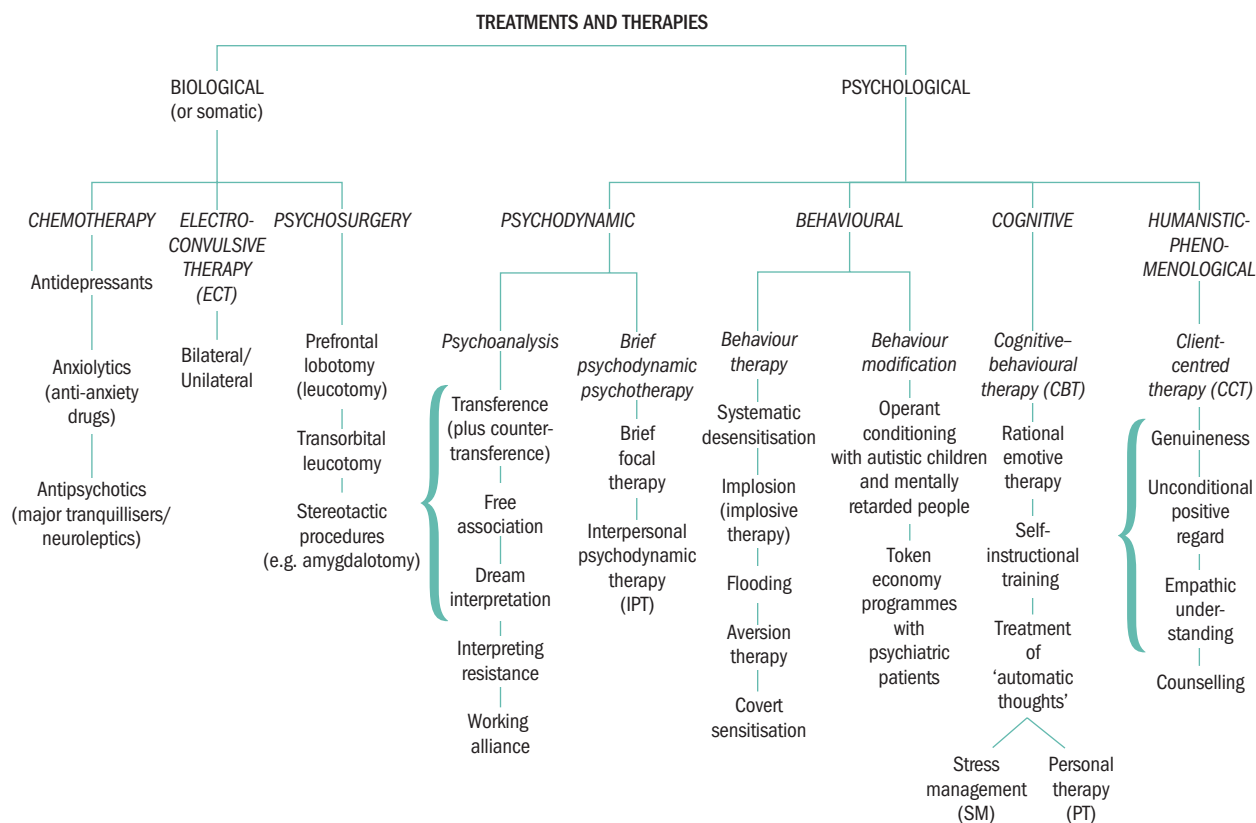 TREATMENTS AND THERAPIES
BIOLOGICAL
(or somatic)
PSYCHOLOGICAL
CHEMOTHERAPY
Antidepressants
Anxiolytics
(anti-anxiety
drugs)
Antipsychotics
(major tranquillisers/
neuroleptics)
ELECTRO-
CONVULSIVE
THERAPY
(ECT)
Bilateral/
Unilateral
PSYCHOSURGERY
Prefrontal
lobotomy
(leucotomy)
Transorbital
leucotomy
Stereotactic
procedures
(e.g. amygdalotomy)
PSYCHODYNAMIC
Psychoanalysis
Transference
(plus counter-
transference)
Free
association
Dream
interpretation
Interpreting
resistance
Working
alliance
Brief
psychodynamic
psychotherapy
Brief
focal
therapy
Interpersonal
psychodynamic
therapy
(IPT)
BEHAVIOURAL
Behaviour
therapy
Systematic
desensitisation
Implosion
(implosive
therapy)
Flooding
Aversion
therapy
Covert
sensitisation
Behaviour
modification
Operant
conditioning
with autistic children
and mentally
retarded people
Token
economy
programmes
with
psychiatric
patients
COGNITIVE
Cognitive–
behavioural
therapy (CBT)
Rational
emotive
therapy
Self-
instructional
training
Treatment
of
‘automatic
thoughts’
Stress
management
(SM)
Personal
therapy
(PT)
HUMANISTIC-
PHENO-
MENOLOGICAL
Client-
centred
therapy (CCT)
Genuineness
Unconditional
positive
regard
Empathic
under-
standing
Counselling